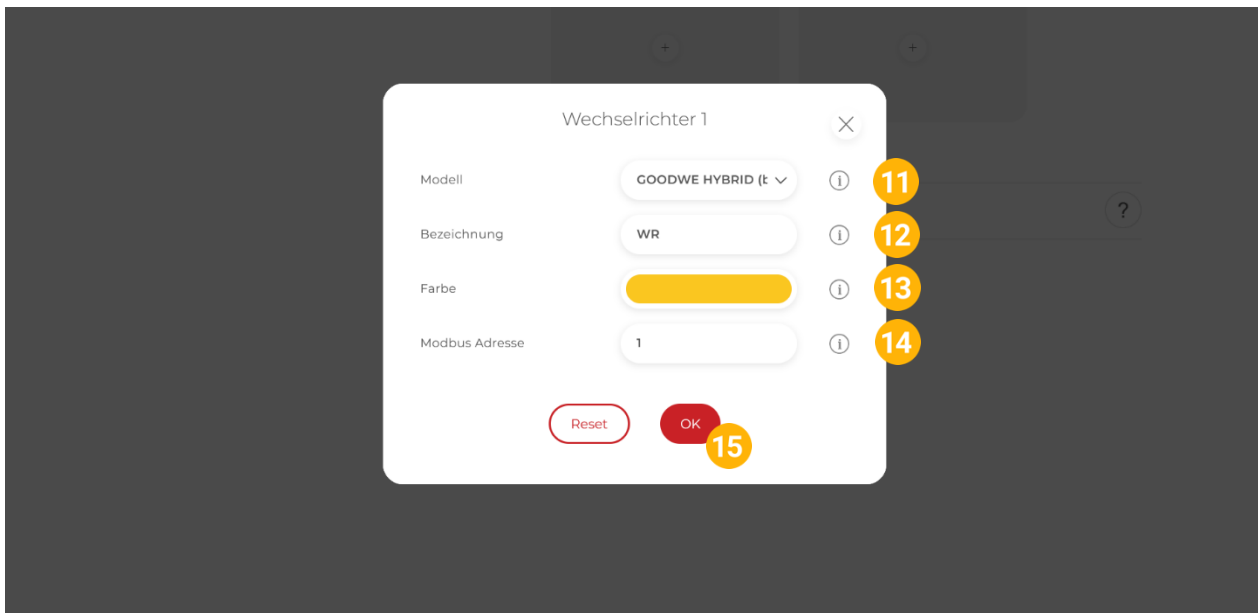 + +
Wechselrichter 1
Modell GOODWE HYBRID (t i 11
?
Bezeichnung WR i 12
Farbe i 13
Modbus Adresse 1 i 14
Reset OK
15